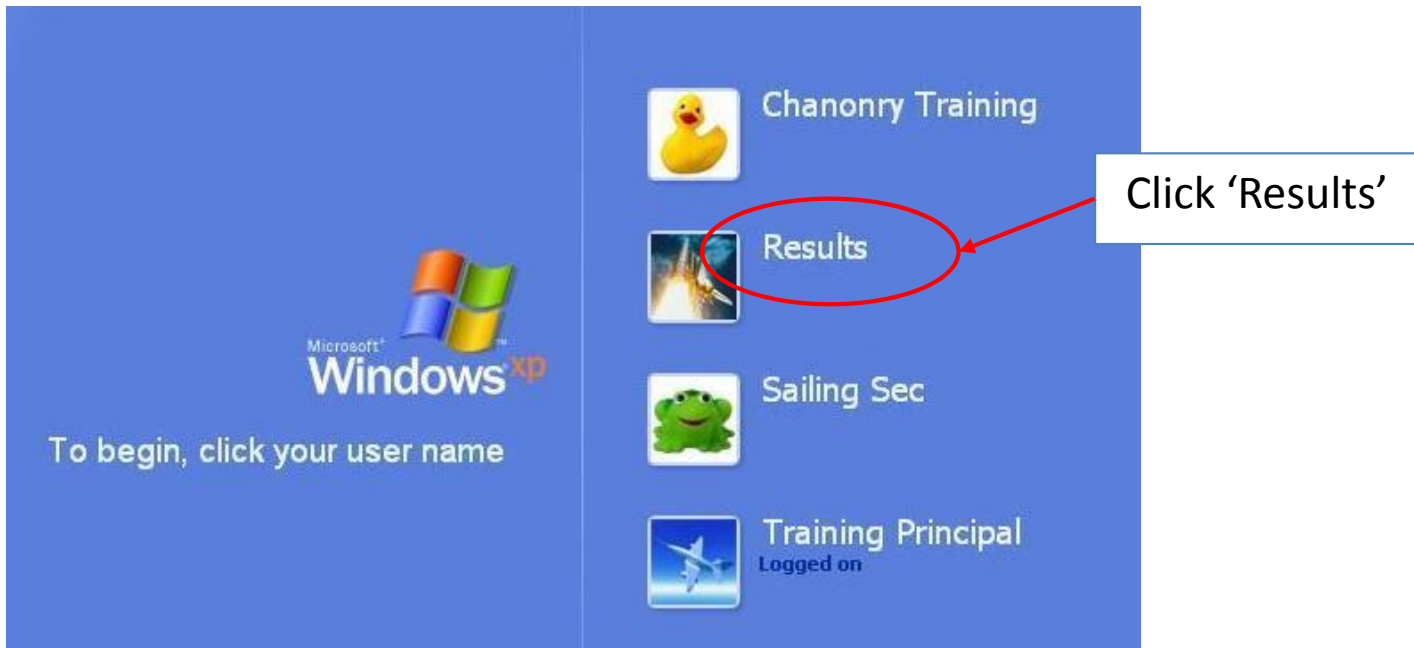 Chanonry Training
Click ‘Results’
Results
Microsoft®
Windows xp™
Sailing Sec
To begin, click your user name
Training Principal
Logged on